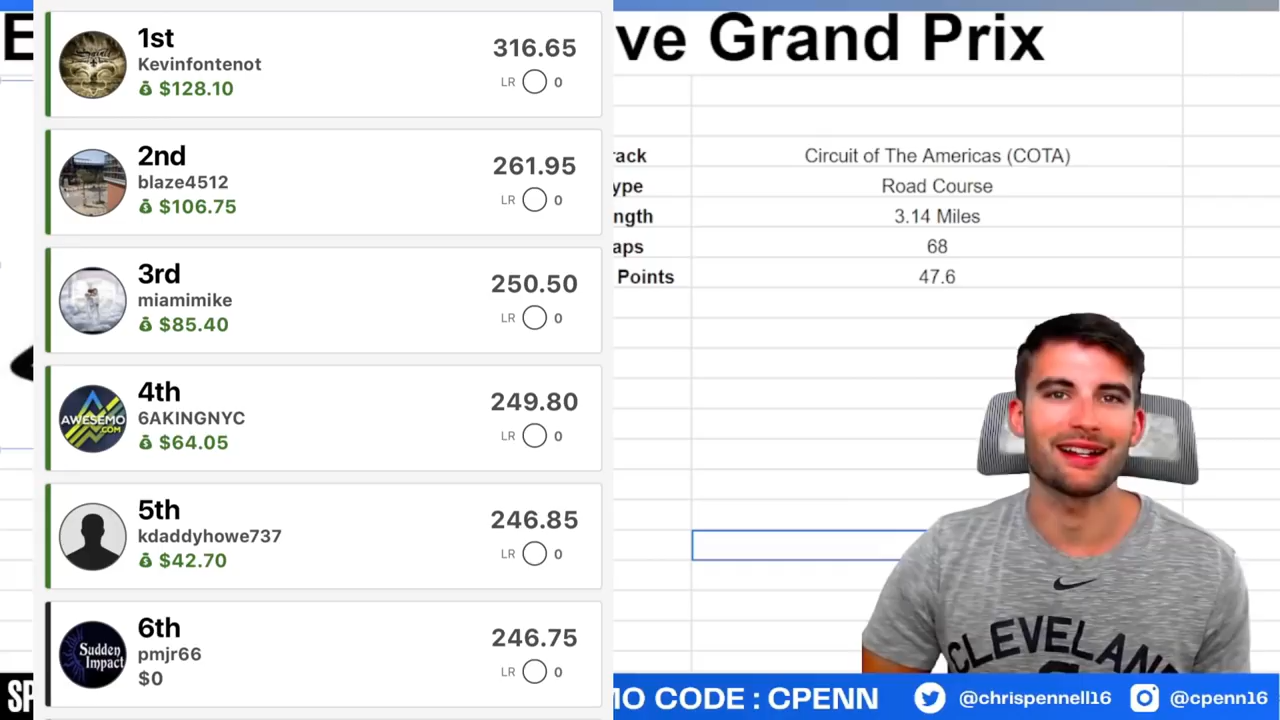 ve Grand Prix
1st
Kevinfontenot
$128.10
316.65
LR 0
2nd
blaze4512
$106.75
261.95
LR 0
3rd
miamimike
$85.40
250.50
LR 0
4th
6AKINGNYC
$64.05
249.80
LR 0
AWESEMO
.COM
5th
kdaddyhowe737
$42.70
246.85
LR 0
6th
pmjr66
$0
246.75
LR 0
Sudden
Impact
rack Circuit of The Americas (COTA)
ype Road Course
ngth 3.14 Miles
aps 68
Points 47.6
CLEVELAND
SP
MO CODE : CPENN @chrispennell16 @cpenn16